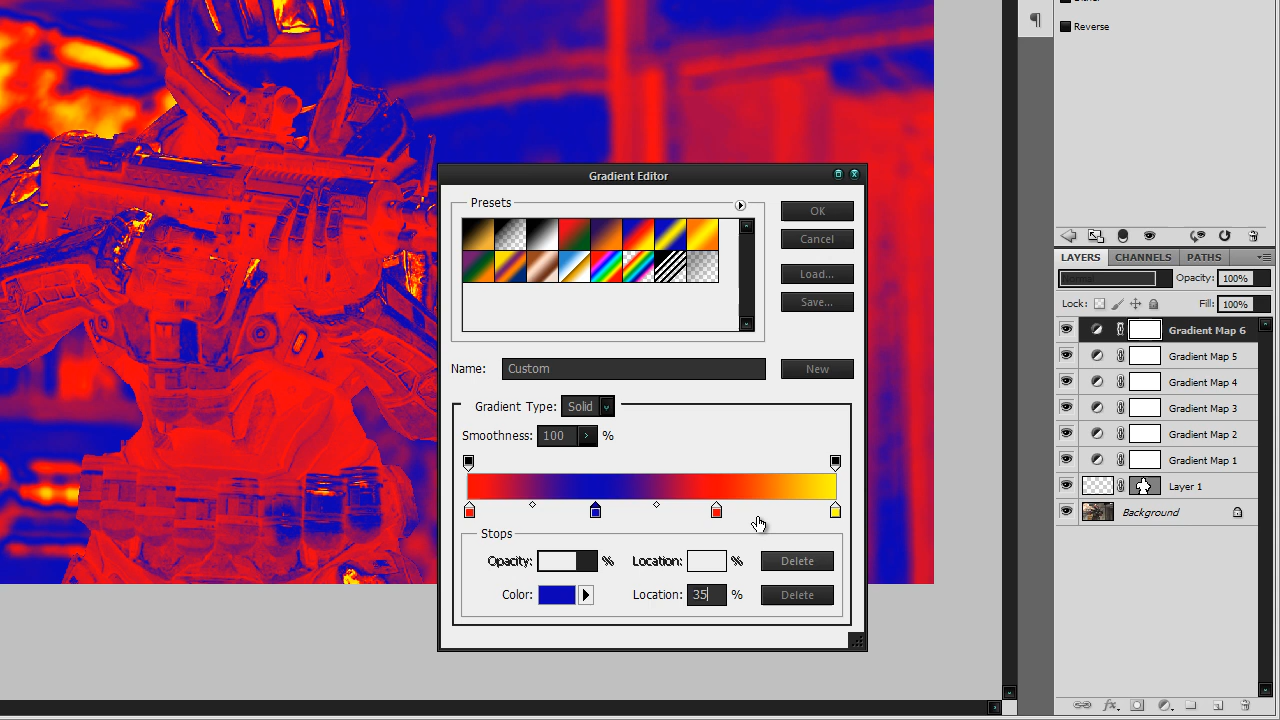 Reverse
Gradient Editor
Presets
OK
Cancel
Load...
Save...
Name: Custom
New
Gradient Type: Solid
Smoothness: 100 %
Stops
Opacity: % Location: % Delete
Color: Location: 35 % Delete
LAYERS CHANNELS PATHS
Normal Opacity: 100%
Lock: Fill: 100%
Gradient Map 6
Gradient Map 5
Gradient Map 4
Gradient Map 3
Gradient Map 2
Gradient Map 1
Layer 1
Background